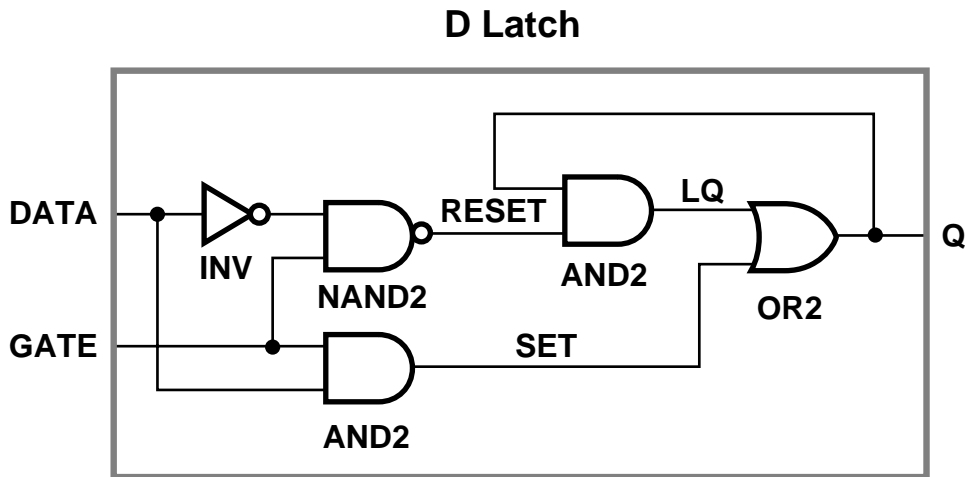 D Latch
DATA
INV
NAND2
RESET
AND2
LQ
OR2
Q
GATE
AND2
SET